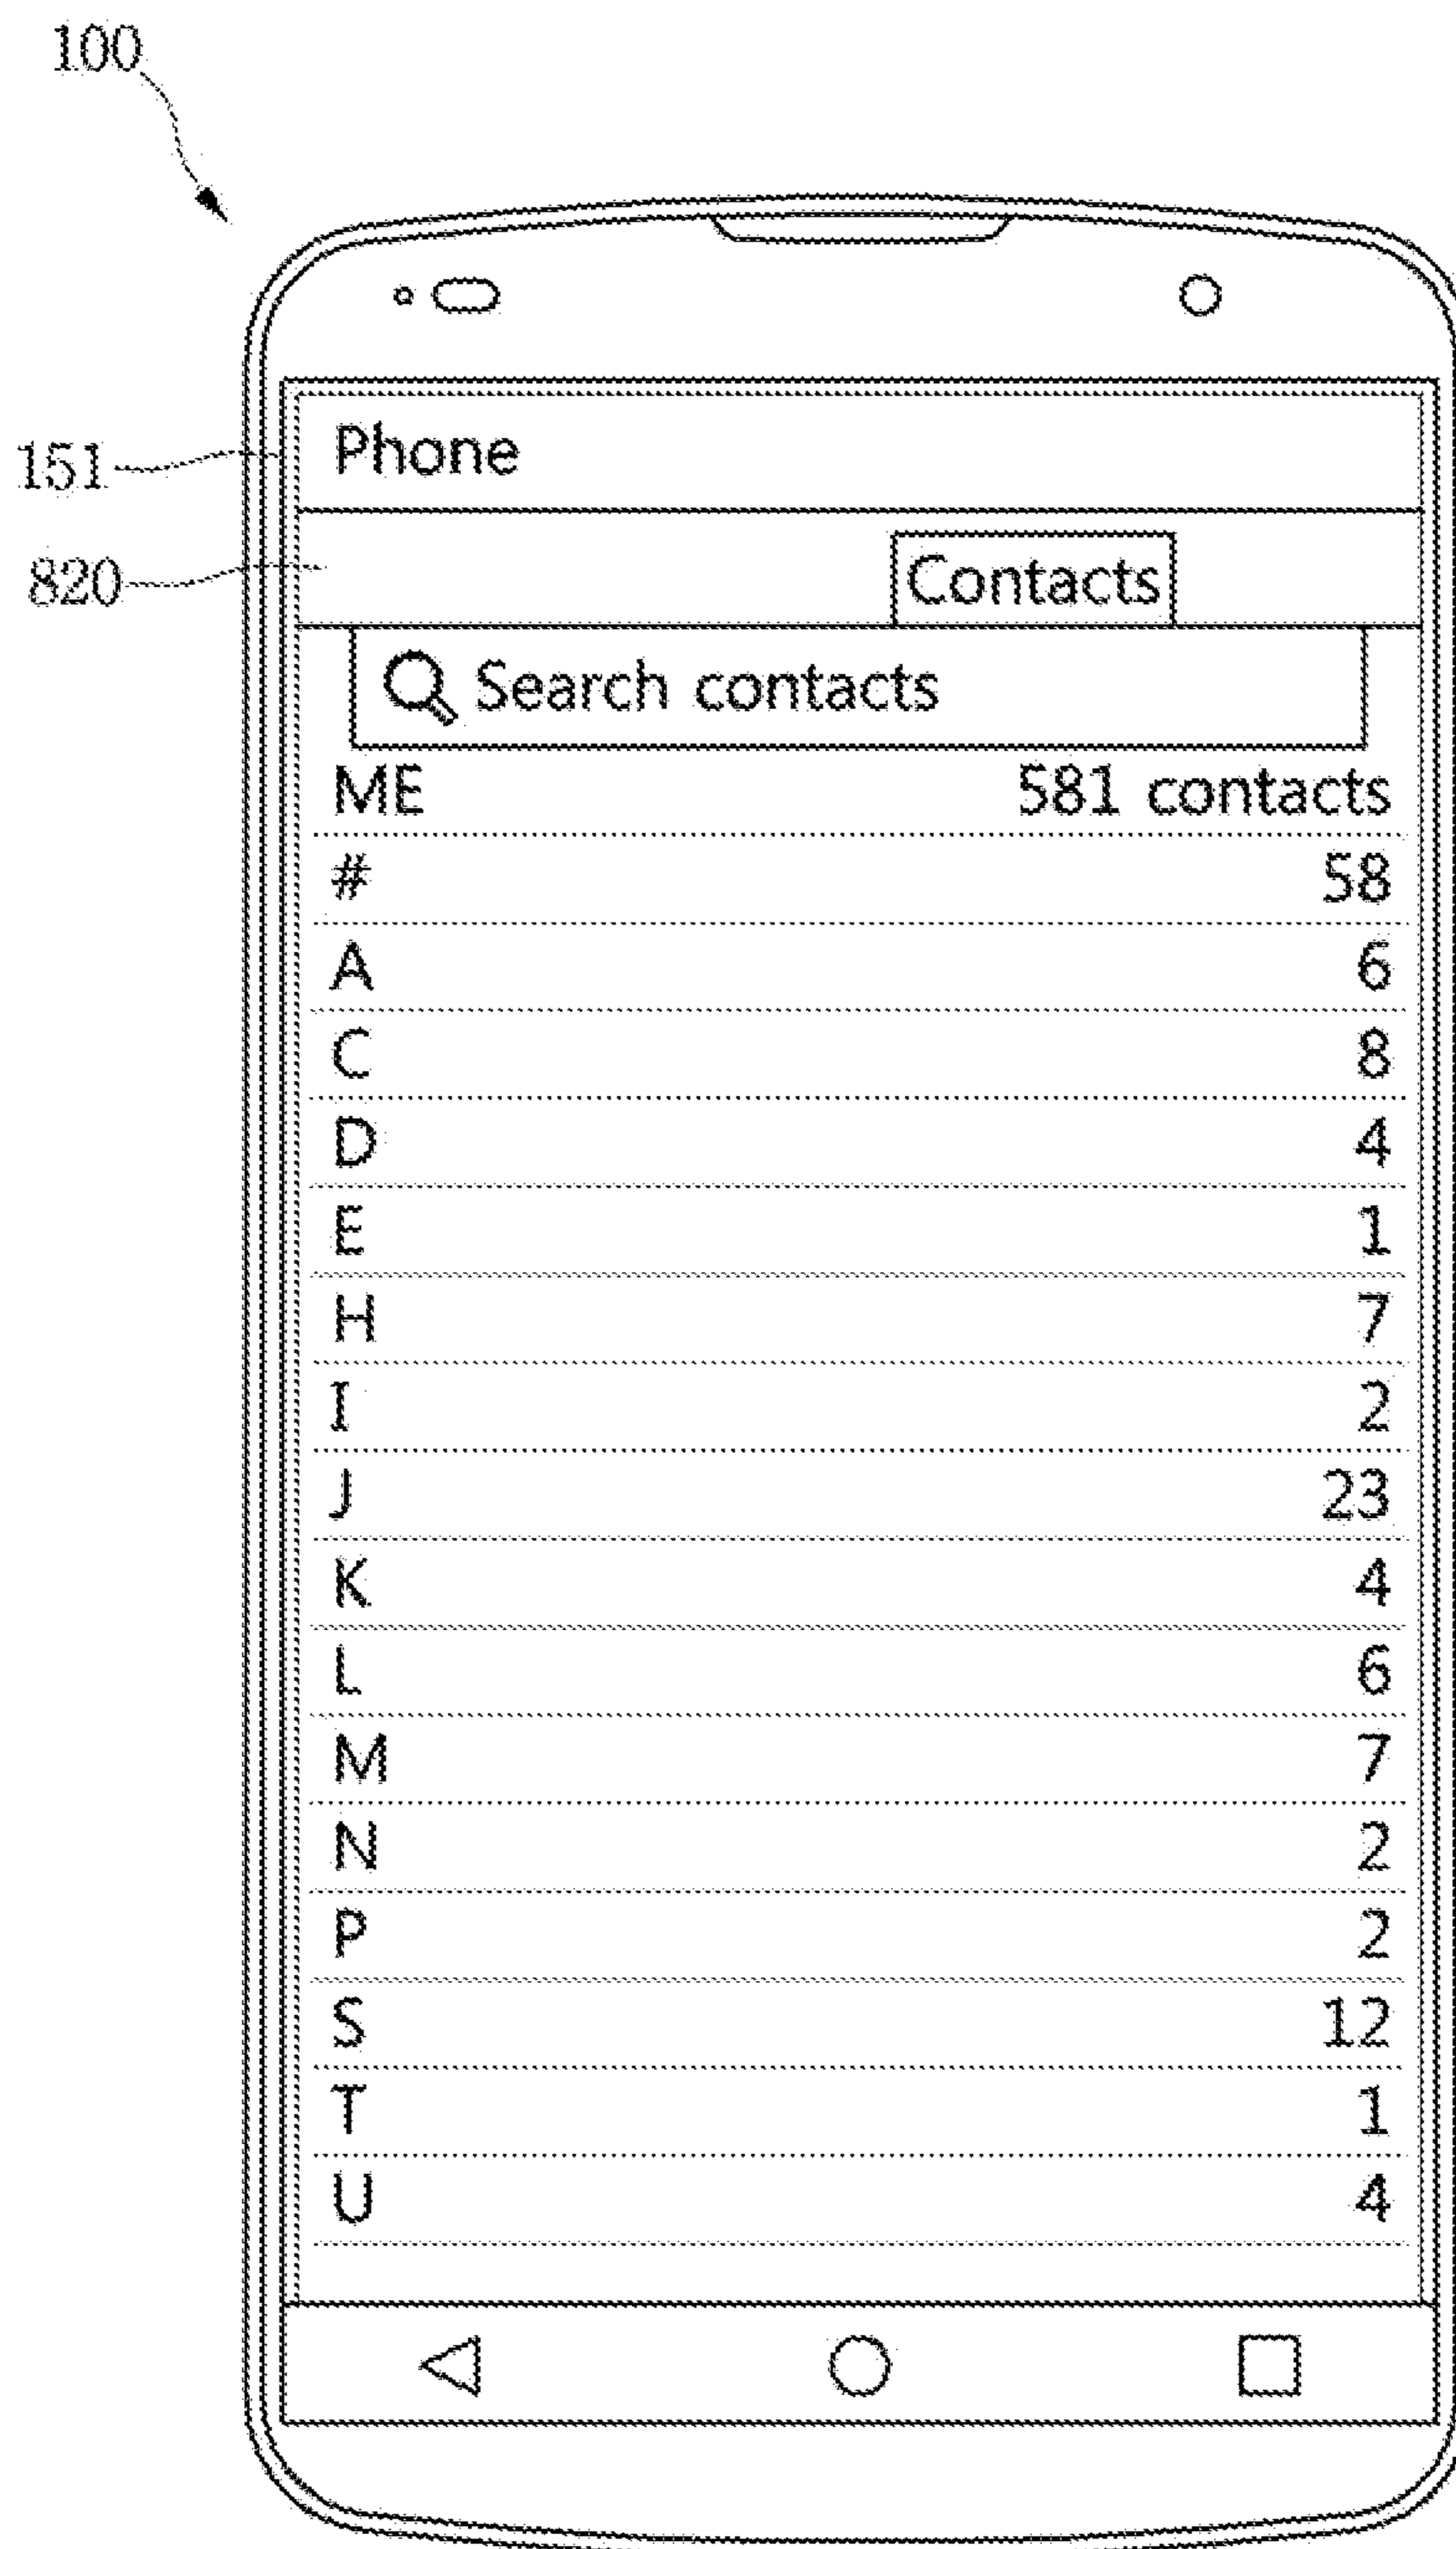 100
151
Phone
820
Contacts
Search contacts
ME 581 contacts
# 58
A 6
C 8
D 4
E 1
H 7
I 2
J 23
K 4
L 6
M 7
N 2
P 2
S 12
T 1
U 4